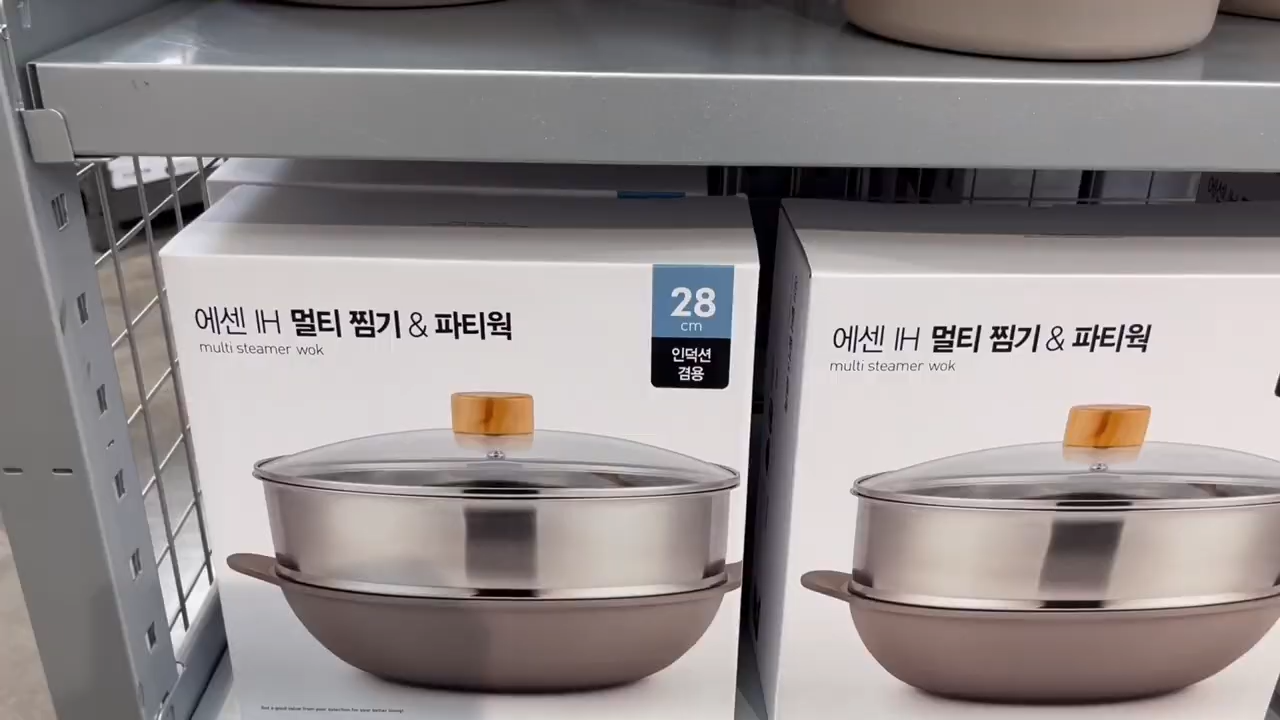 에센 IH 멀티 찜기 & 파티웍
multi steamer wok
28
cm
인덕션
겸용
에센 IH 멀티 찜기 & 파티웍
multi steamer wok